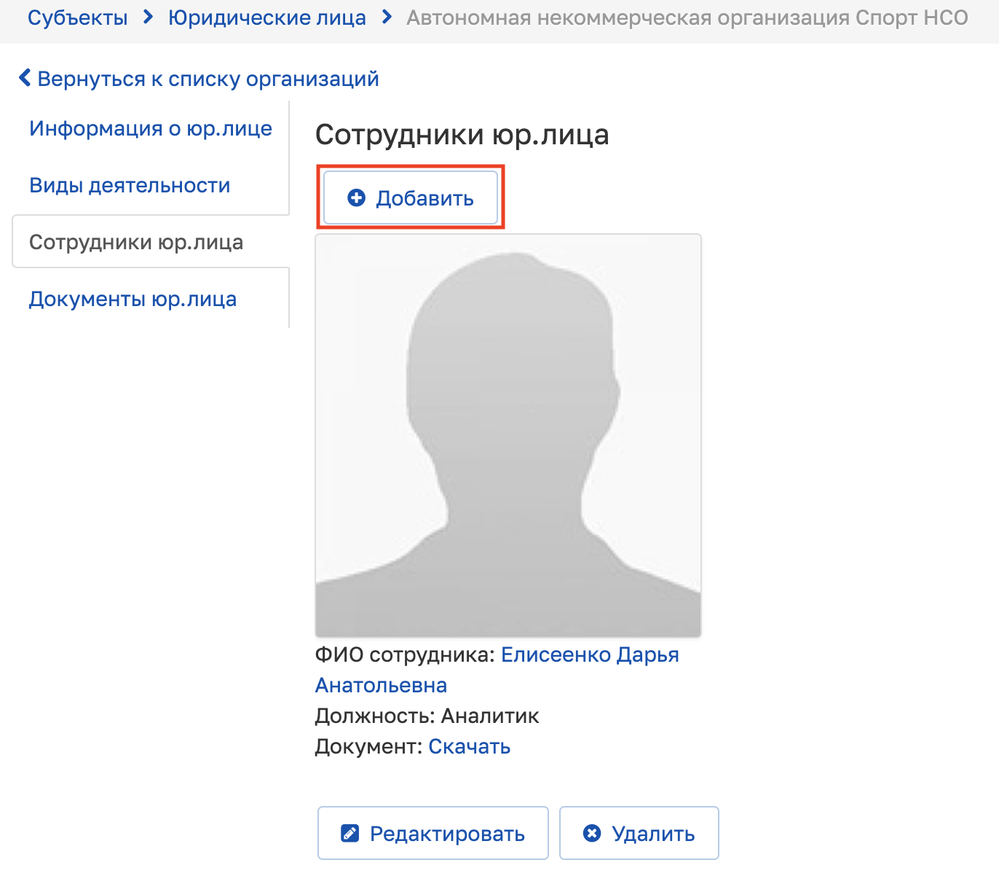 Субъекты Юридические лица Автономная некоммерческая организация Спорт НСО
Вернуться к списку организаций
Информация о юр.лице
Виды деятельности
Сотрудники юр.лица
Документы юр.лица
Сотрудники юр.лица
Добавить
ФИО сотрудника: Елисеенко Дарья
Анатольевна
Должность: Аналитик
Документ: Скачать
Редактировать
Удалить